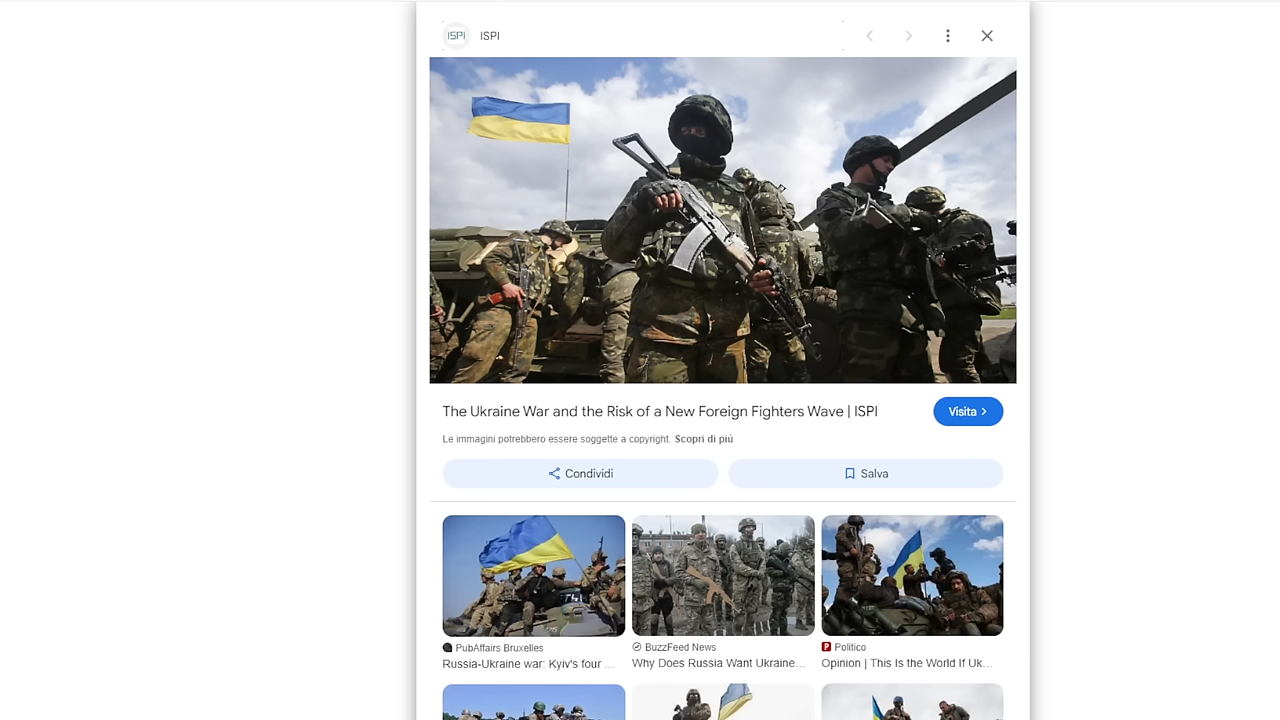 ISPI ISPI
The Ukraine War and the Risk of a New Foreign Fighters Wave | ISPI
Visita
Le immagini potrebbero essere soggette a copyright. Scopri di più
Condividi
Salva
PubAffairs Bruxelles
Russia-Ukraine war: Kyiv's four ...
BuzzFeed News
Why Does Russia Want Ukraine...
Politico
Opinion | This Is the World If Uk...